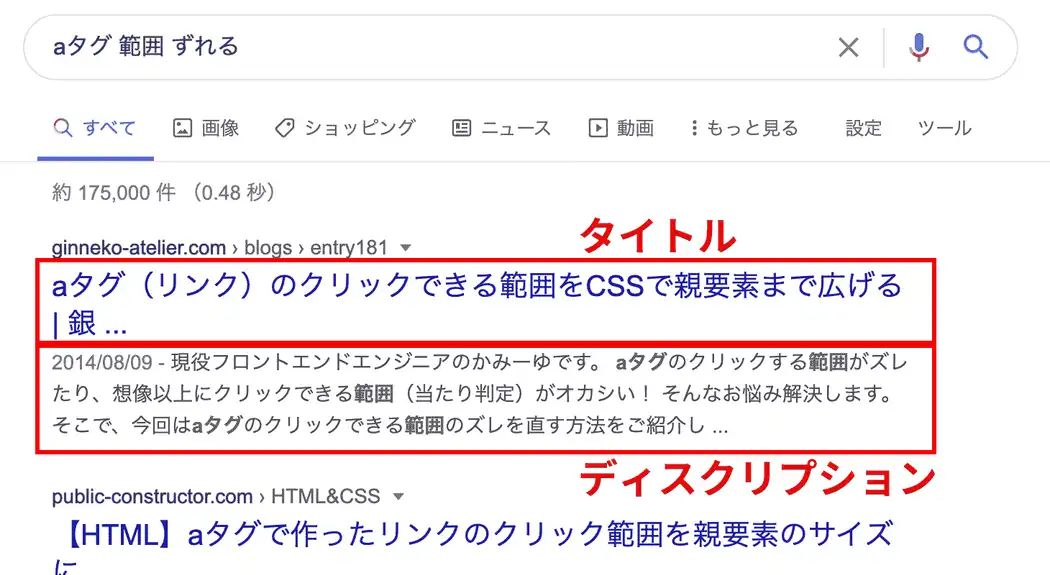 aタグ 範囲 ずれる
すべて 画像 ショッピング ニュース 動画 もっと見る 設定 ツール
約 175,000 件 （0.48 秒）
タイトル
ginneko-atelier.com › blogs › entry181
aタグ（リンク）のクリックできる範囲をCSSで親要素まで広げる
| 銀 ...
2014/08/09 - 現役フロントエンドエンジニアのかみーゆです。 aタグのクリックする範囲がズレ
たり、想像以上にクリックできる範囲（当たり判定）がオカシい！ そんなお悩み解決します。
そこで、今回はaタグのクリックできる範囲のズレを直す方法をご紹介し ...
ディスクリプション
public-constructor.com › HTML&CSS
【HTML】aタグで作ったリンクのクリック範囲を親要素のサイズ
に